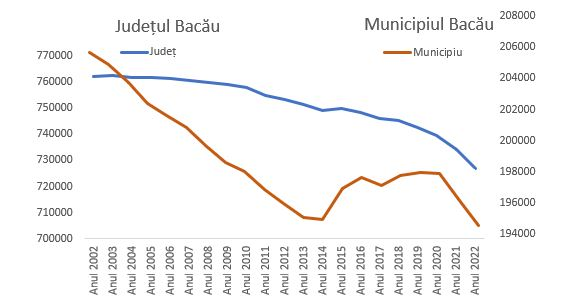 Județul Bacău
Municipiul Bacău
Județ
Municipiu
770000
760000
750000
740000
730000
720000
710000
700000
208000
206000
204000
202000
200000
198000
196000
194000
Anul 2002
Anul 2003
Anul 2004
Anul 2005
Anul 2006
Anul 2007
Anul 2008
Anul 2009
Anul 2010
Anul 2011
Anul 2012
Anul 2013
Anul 2014
Anul 2015
Anul 2016
Anul 2017
Anul 2018
Anul 2019
Anul 2020
Anul 2021
Anul 2022